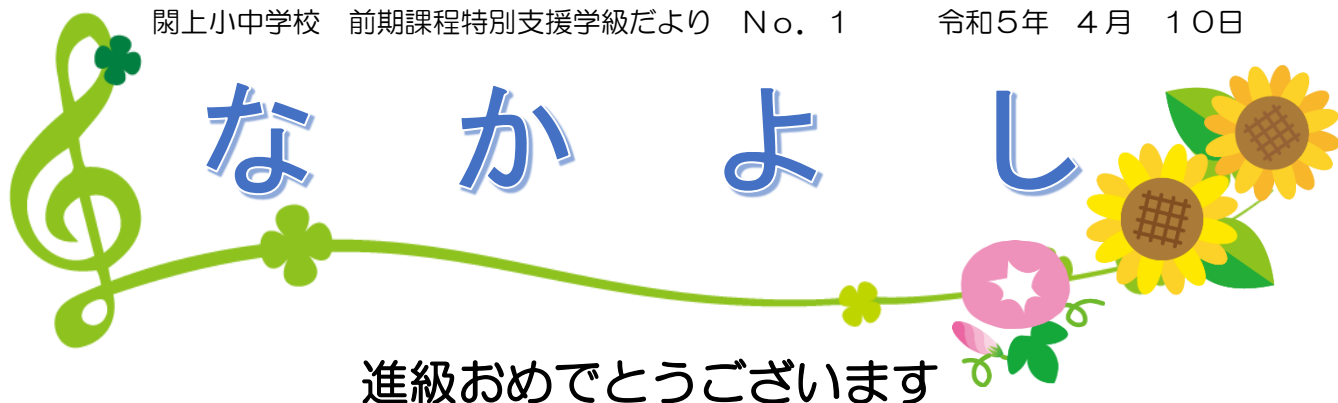 閖上小中学校　前期課程特別支援学級だより　Ｎｏ．１　　　令和５年　４月　１０日
なかよし
進級おめでとうございます